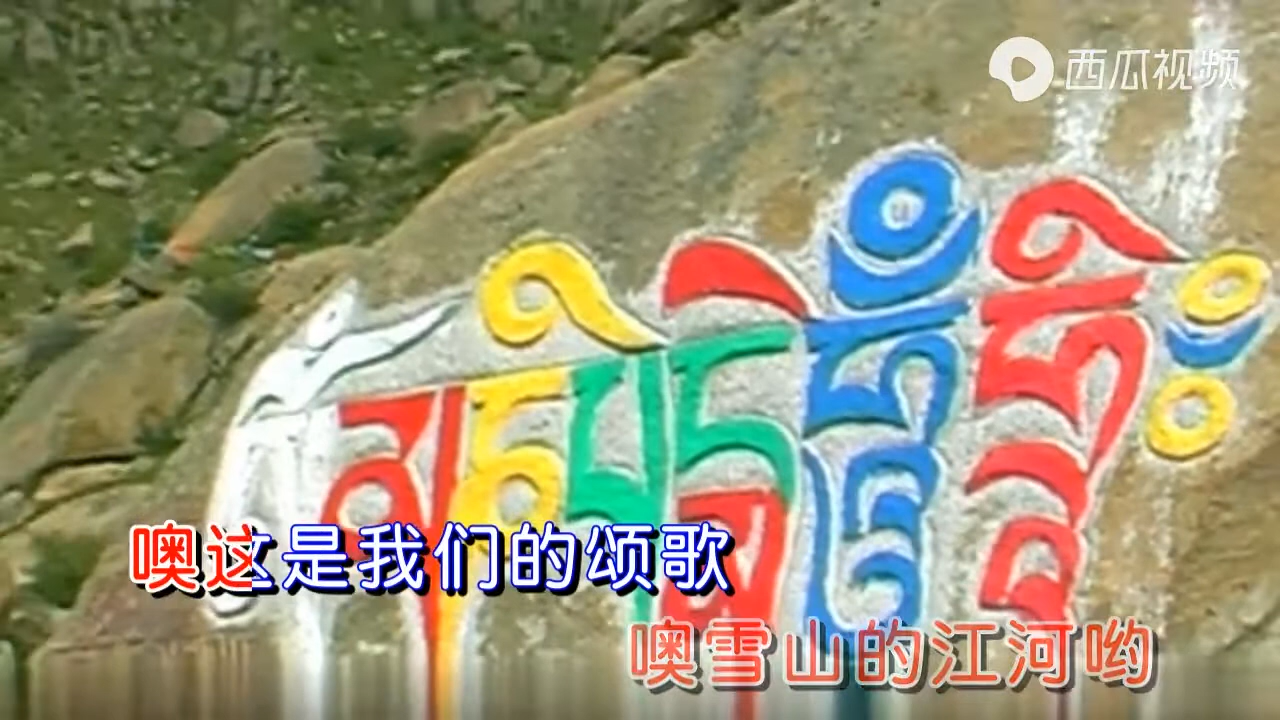 西瓜视频
ཨོཾ་མ་ཎི་པདྨེ་ཧཱུྃ་ཧྲཱིཿ
噢这是我们的颂歌
噢雪山的江河哟